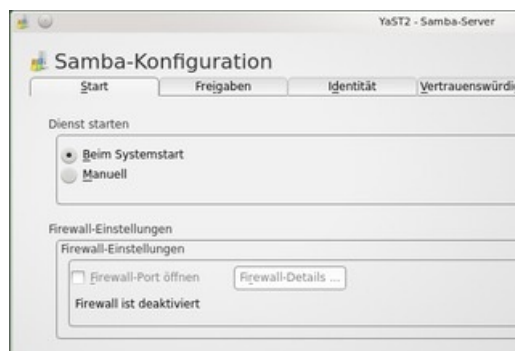 YaST2 - Samba-Server
Samba-Konfiguration
Start Freigaben Identität Vertrauenswürdi
Dienst starten
Beim Systemstart
Manuell
Firewall-Einstellungen
Firewall-Einstellungen
Firewall-Port öffnen Firewall-Details ...
Firewall ist deaktiviert